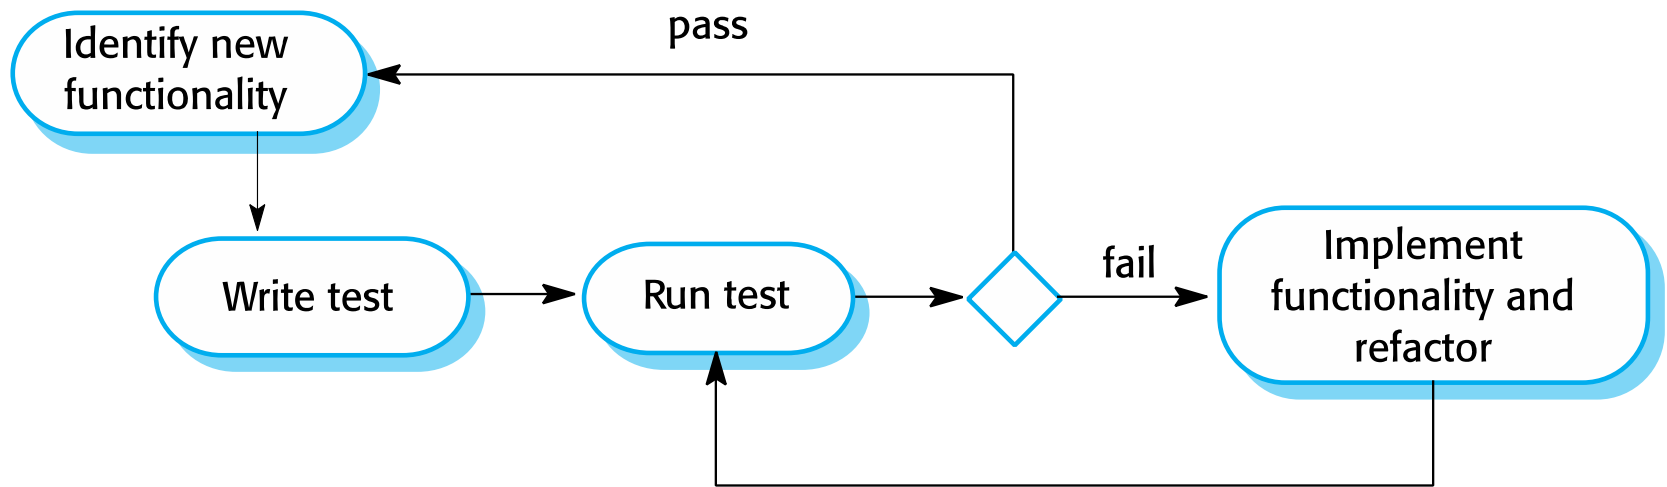 Identify new
functionality
pass
Write test
Run test
fail
Implement
functionality and
refactor